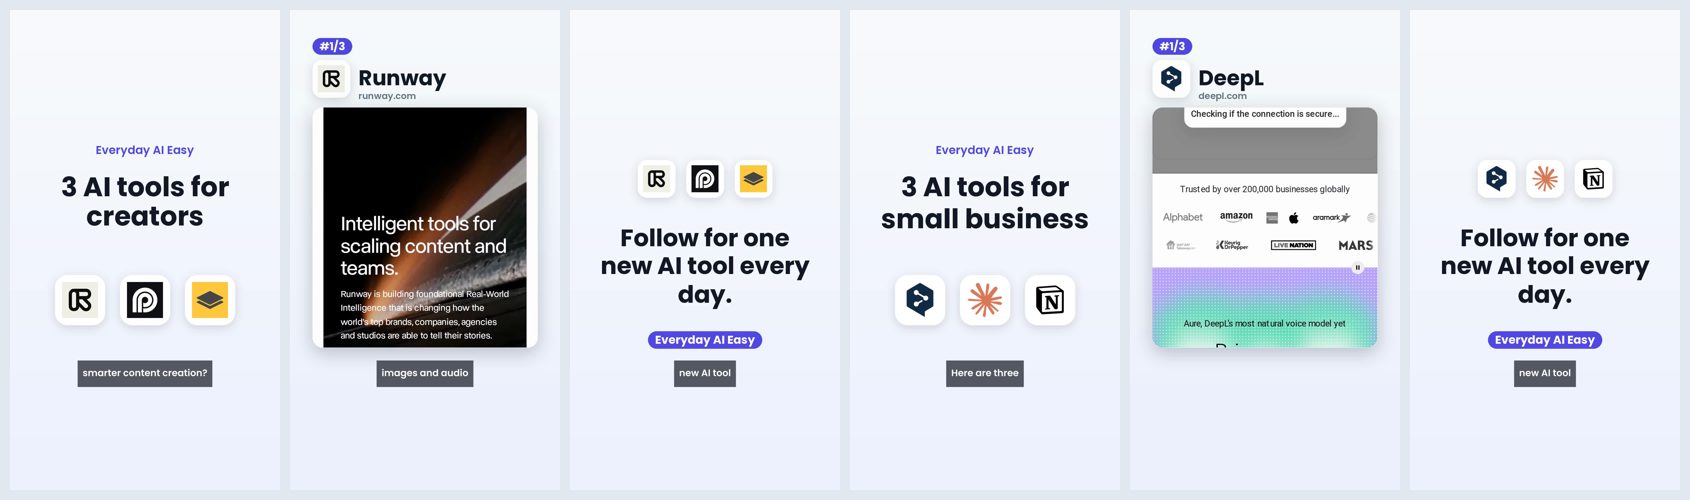 Everyday AI Easy
3 AI tools for
creators
smarter content creation?
#1/3
Runway
runway.com
Intelligent tools for
scaling content and
teams.
Runway is building foundational Real-World
Intelligence that is changing how the
world's top brands, companies, agencies
and studios are able to tell their stories.
images and audio
Follow for one
new AI tool every
day.
Everyday AI Easy
new AI tool
Everyday AI Easy
3 AI tools for
small business
Here are three
#1/3
DeepL
deepl.com
Checking if the connection is secure...
Trusted by over 200,000 businesses globally
Alphabet amazon aramark
Keurig DrPepper LIVE NATION MARS
Aure, DeepL's most natural voice model yet
Follow for one
new AI tool every
day.
Everyday AI Easy
new AI tool